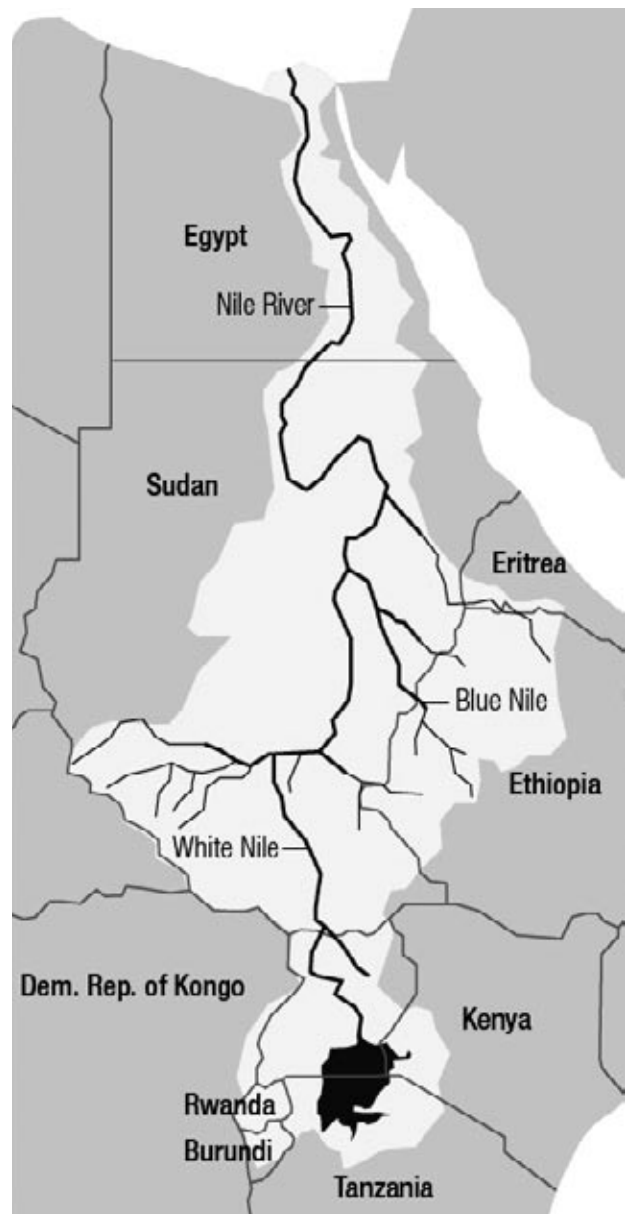 Egypt
Nile River
Sudan
Eritrea
Blue Nile
Ethiopia
White Nile
Dem. Rep. of Kongo
Kenya
Rwanda
Burundi
Tanzania